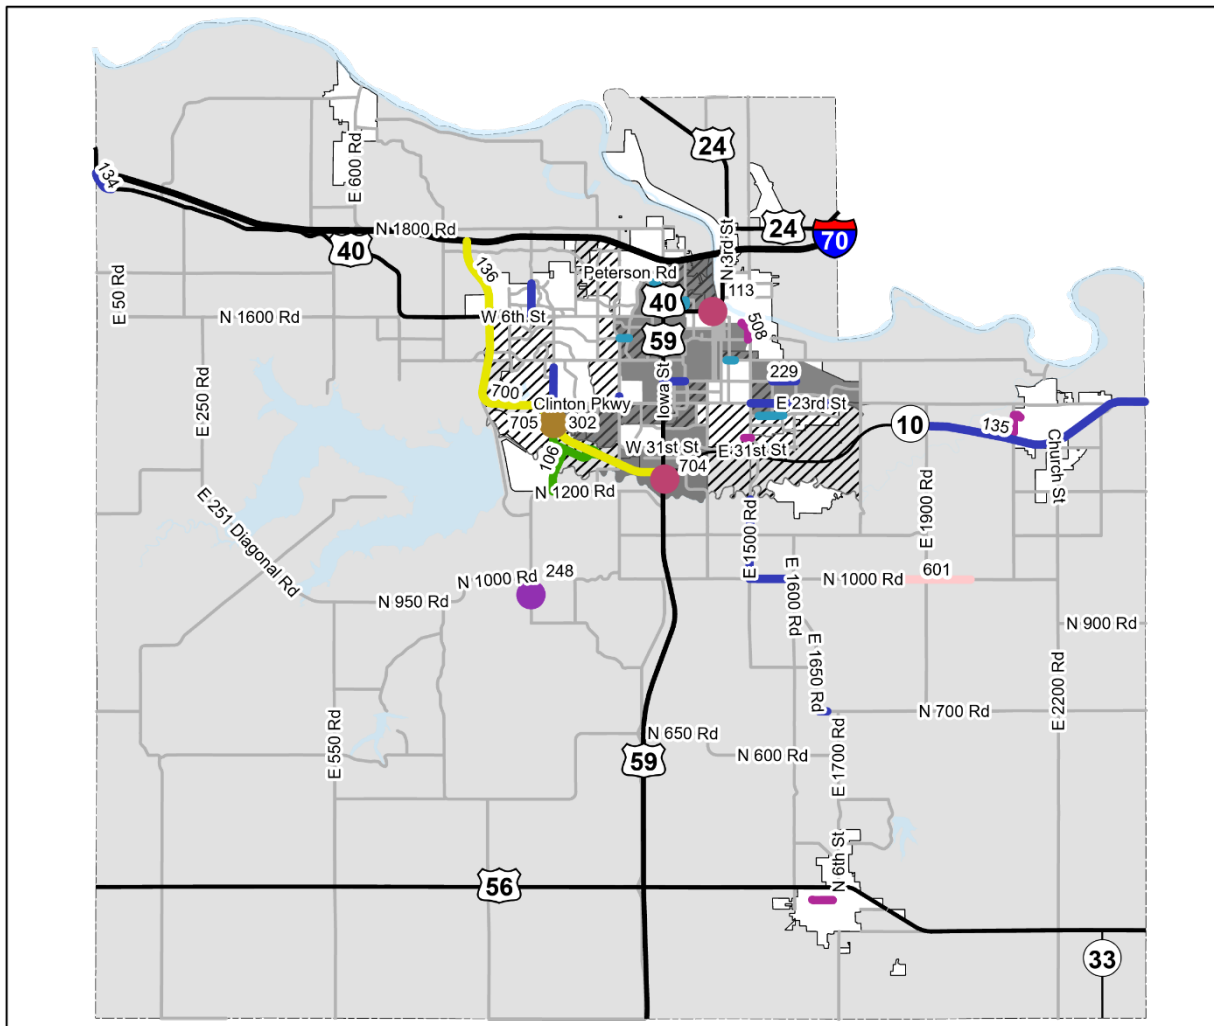 24
134
E 600 Rd
24
N 3rd St
70
N 1800 Rd
40
136
Peterson Rd
E 50 Rd
113
40
N 1600 Rd
W 6th St
508
59
229
Iowa St
700
E 250 Rd
Clinton Pkwy
E 23rd St
705
302
10
135
W 31st St
E 31st St
106
704
Church St
N 1200 Rd
E 251 Diagonal Rd
E 1500 Rd
E 1900 Rd
N 1000 Rd
248
N 1000 Rd
601
E 1600 Rd
N 950 Rd
N 900 Rd
E 1650 Rd
E 2200 Rd
N 700 Rd
E 550 Rd
N 650 Rd
N 600 Rd
E 1700 Rd
59
N 6th St
56
33